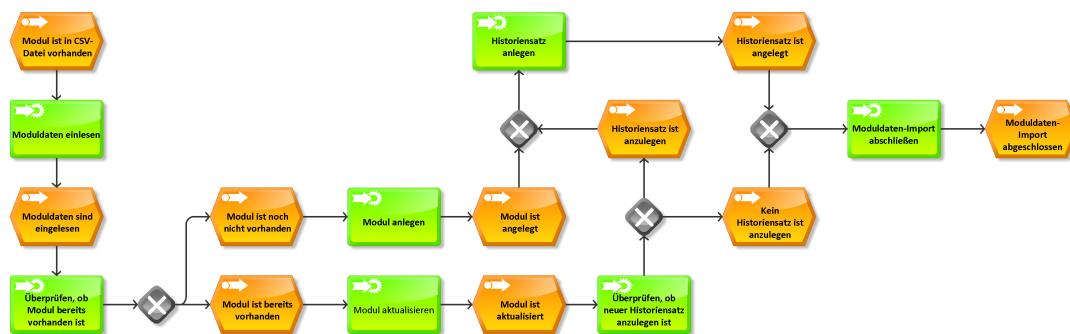 Modul ist in CSV-
Datei vorhanden
Moduldaten einlesen
Moduldaten sind
eingelesen
Überprüfen, ob
Modul bereits
vorhanden ist
Modul ist noch
nicht vorhanden
Modul anlegen
Modul ist
angelegt
Modul ist bereits
vorhanden
Modul aktualisieren
Modul ist
aktualisiert
Überprüfen, ob
neuer Historiensatz
anzulegen ist
Historiensatz ist
anzulegen
Kein
Historiensatz ist
anzulegen
Historiensatz
anlegen
Historiensatz ist
angelegt
Moduldaten-Import
abschließen
Moduldaten-
Import
abgeschlossen